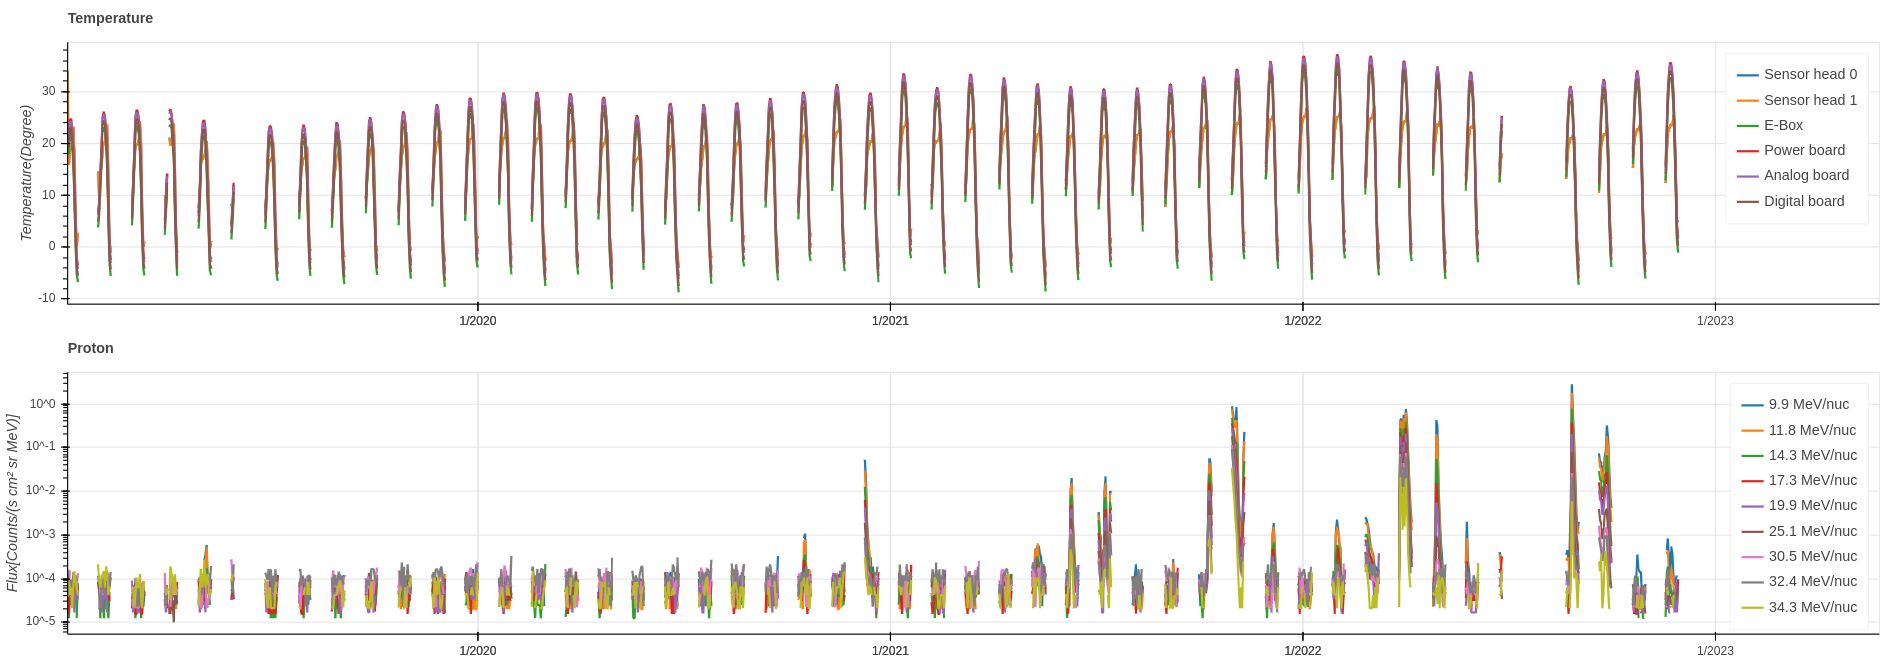 Temperature
Temperature(Degree)
30
20
10
0
-10
1/2020
1/2021
1/2022
1/2023
Sensor head 0
Sensor head 1
E-Box
Power board
Analog board
Digital board
Proton
Flux[Counts/(s cm² sr MeV)]
10^0
10^-1
10^-2
10^-3
10^-4
10^-5
1/2020
1/2021
1/2022
1/2023
9.9 MeV/nuc
11.8 MeV/nuc
14.3 MeV/nuc
17.3 MeV/nuc
19.9 MeV/nuc
25.1 MeV/nuc
30.5 MeV/nuc
32.4 MeV/nuc
34.3 MeV/nuc